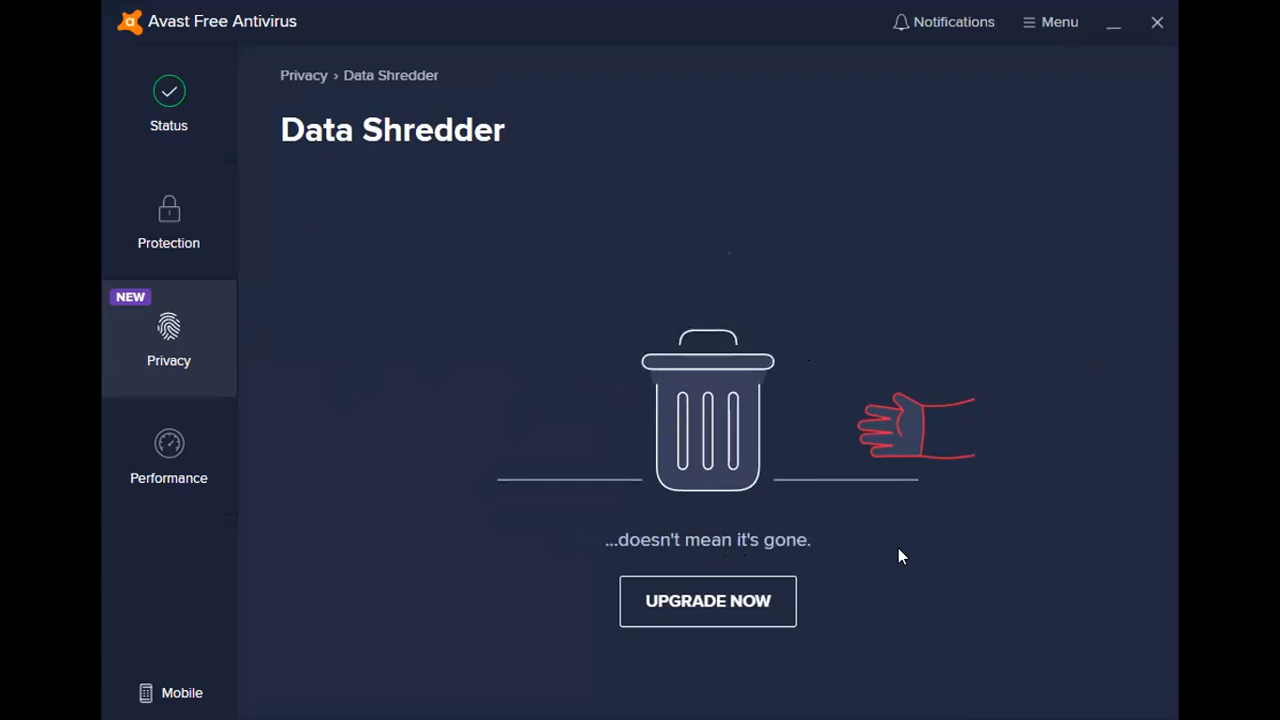 Avast Free Antivirus
Notifications
Menu
Status
Protection
NEW
Privacy
Performance
Mobile
Privacy › Data Shredder
Data Shredder
...doesn't mean it's gone.
UPGRADE NOW